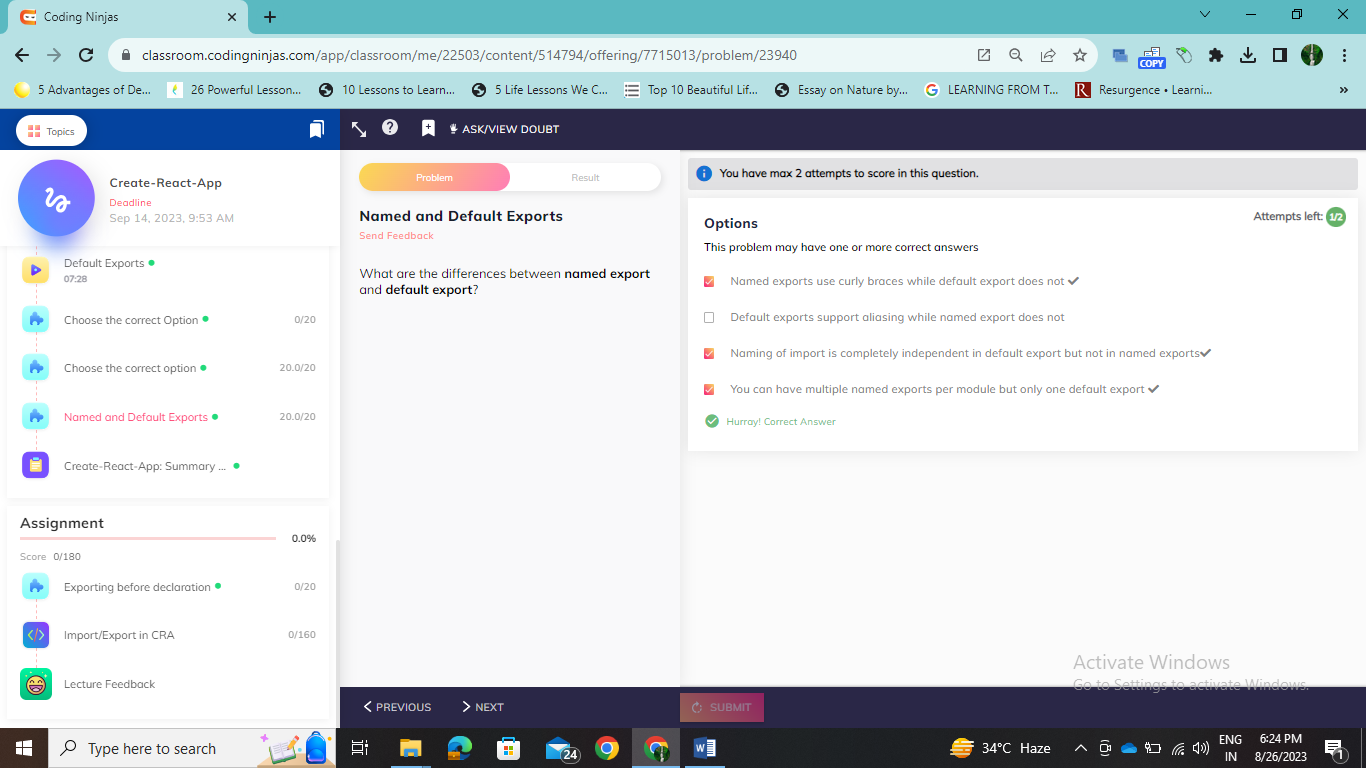 Coding Ninjas
classroom.codingninjas.com/app/classroom/me/22503/content/514794/offering/7715013/problem/23940
COPY
5 Advantages of De...
26 Powerful Lesson...
10 Lessons to Learn...
5 Life Lessons We C...
Top 10 Beautiful Lif...
Essay on Nature by...
LEARNING FROM T...
Resurgence • Learni...
»
Topics
ASK/VIEW DOUBT
Create-React-App
Deadline
Sep 14, 2023, 9:53 AM
Default Exports
07:28
Choose the correct Option
0/20
Choose the correct option
20.0/20
Named and Default Exports
20.0/20
Create-React-App: Summary ...
Assignment
0.0%
Score 0/180
Exporting before declaration
0/20
Import/Export in CRA
0/160
Lecture Feedback
Problem
Result
Named and Default Exports
Send Feedback
What are the differences between named export
and default export?
PREVIOUS
NEXT
You have max 2 attempts to score in this question.
Options
Attempts left: 1/2
This problem may have one or more correct answers
Named exports use curly braces while default export does not
Default exports support aliasing while named export does not
Naming of import is completely independent in default export but not in named exports
You can have multiple named exports per module but only one default export
Hurray! Correct Answer
Activate Windows
Go to Settings to activate Windows.
SUBMIT
Type here to search
24
34°C Haze
ENG
IN
6:24 PM
8/26/2023
1